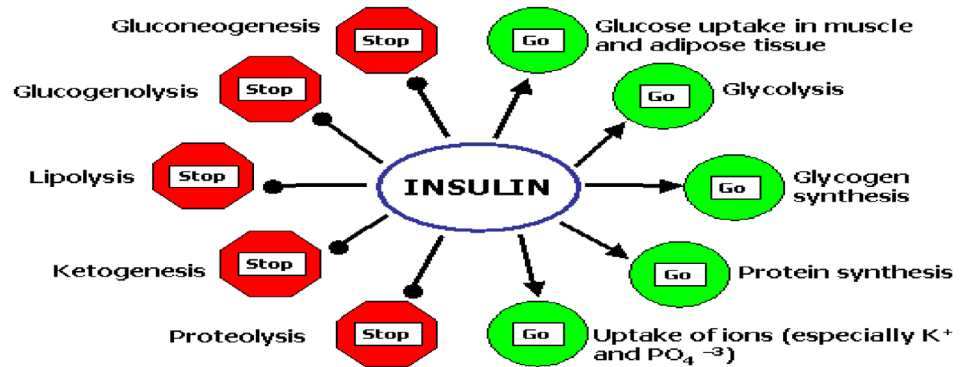 Gluconeogenesis
Stop
Go
Glucose uptake in muscle
and adipose tissue
Glucogenolysis
Stop
Go
Glycolysis
Lipolysis
Stop
INSULIN
Go
Glycogen
synthesis
Ketogenesis
Stop
Go
Protein synthesis
Proteolysis
Stop
Go
Uptake of ions (especially K⁺
and PO₄ ⁻³)